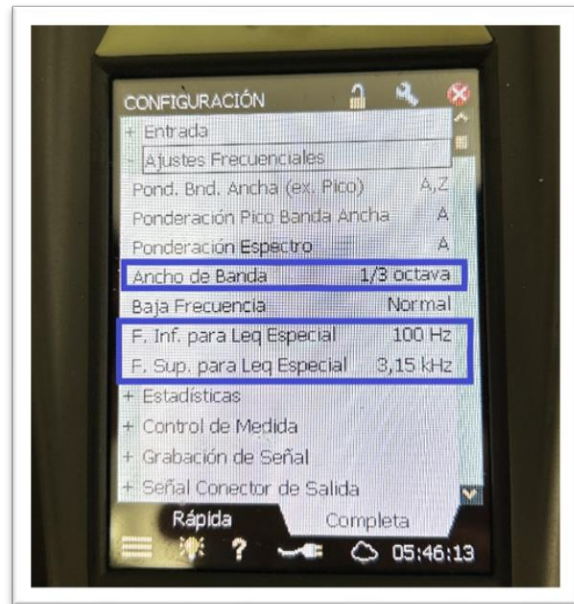 CONFIGURACIÓN
+ Entrada
- Ajustes Frecuenciales
Pond. Bnd. Ancha (ex. Pico) A,Z
Ponderación Pico Banda Ancha A
Ponderación Espectro A
Ancho de Banda 1/3 octava
Baja Frecuencia Normal
F. Inf. para Leq Especial 100 Hz
F. Sup. para Leq Especial 3,15 kHz
+ Estadísticas
+ Control de Medida
+ Grabación de Señal
+ Señal Conector de Salida
Rápida Completa
? 05:46:13